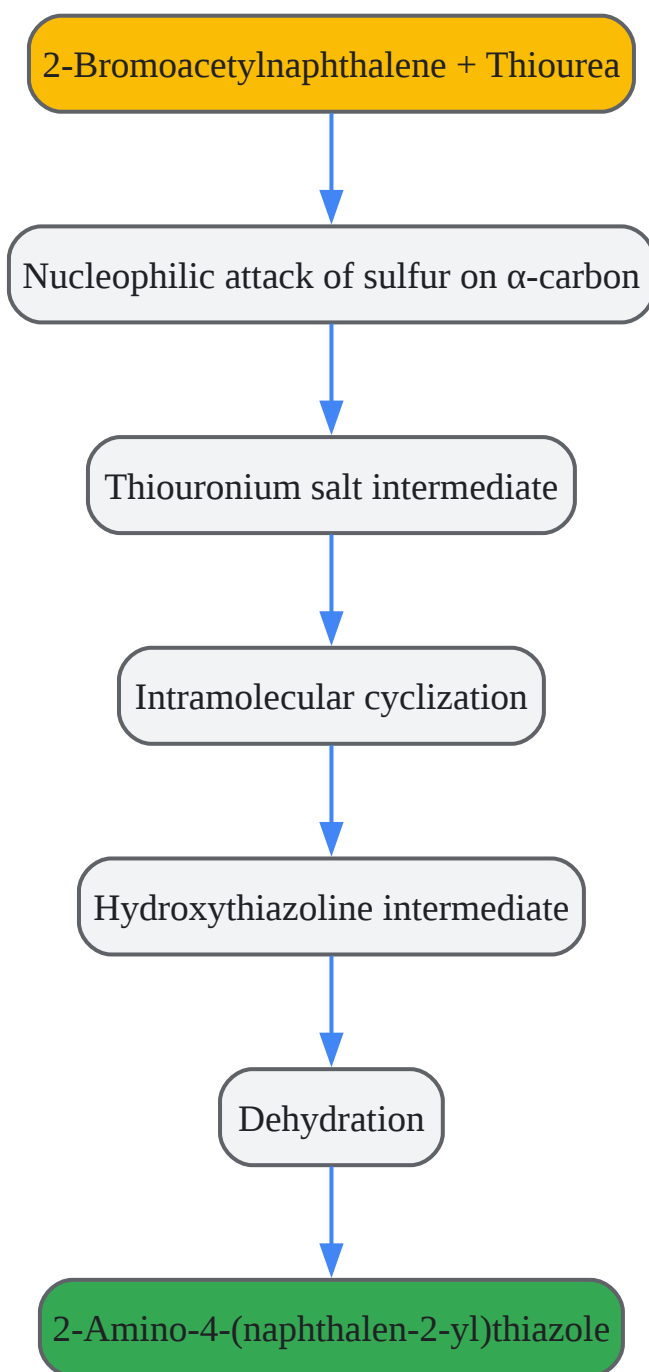 2-Bromoacetylnaphthalene + Thiourea
Nucleophilic attack of sulfur on α-carbon
Thiouronium salt intermediate
Intramolecular cyclization
Hydroxythiazoline intermediate
Dehydration
2-Amino-4-(naphthalen-2-yl)thiazole